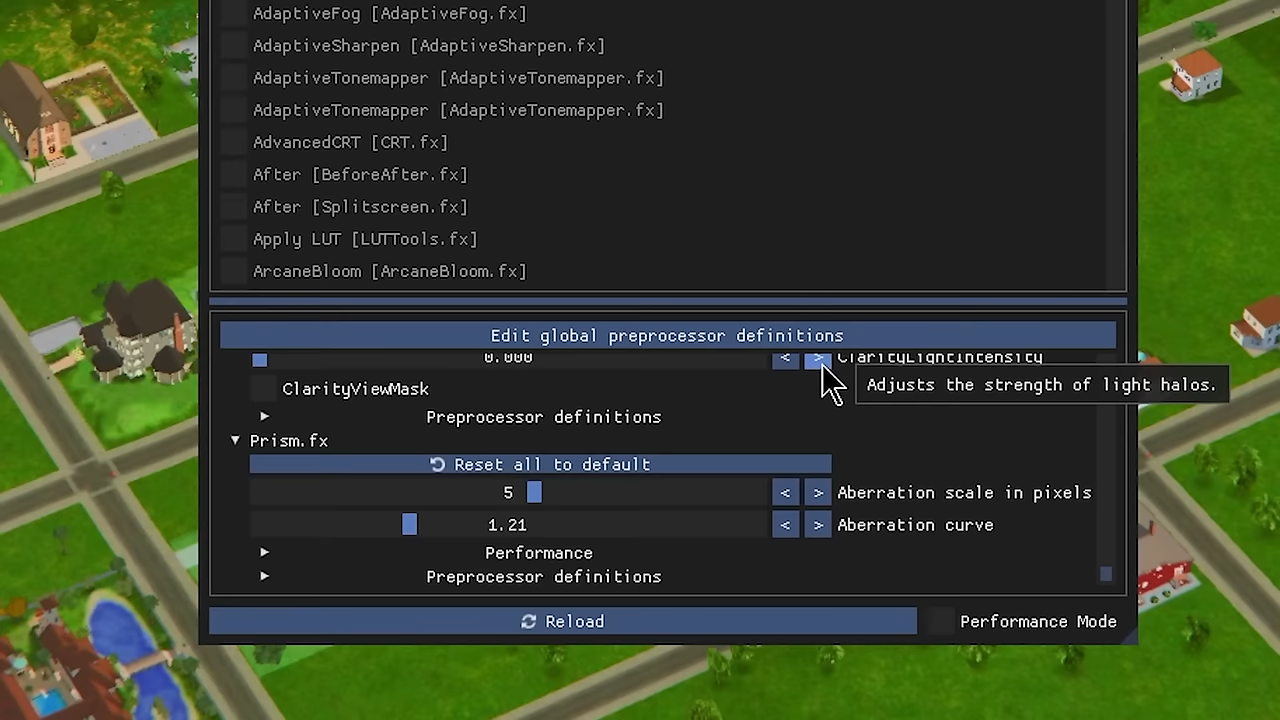 AdaptiveFog [AdaptiveFog.fx]
AdaptiveSharpen [AdaptiveSharpen.fx]
AdaptiveTonemapper [AdaptiveTonemapper.fx]
AdaptiveTonemapper [AdaptiveTonemapper.fx]
AdvancedCRT [CRT.fx]
After [BeforeAfter.fx]
After [Splitscreen.fx]
Apply LUT [LUTTools.fx]
ArcaneBloom [ArcaneBloom.fx]
Edit global preprocessor definitions
0.000 < > ClarityLightIntensity
Adjusts the strength of light halos.
ClarityViewMask
Preprocessor definitions
Prism.fx
Reset all to default
5 < > Aberration scale in pixels
1.21 < > Aberration curve
Performance
Preprocessor definitions
Reload Performance Mode